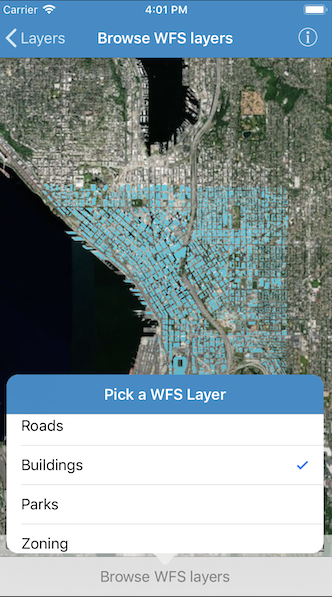 Carrier 4:01 PM
Layers Browse WFS layers
Pick a WFS Layer
Roads
Buildings
Parks
Zoning
Browse WFS layers